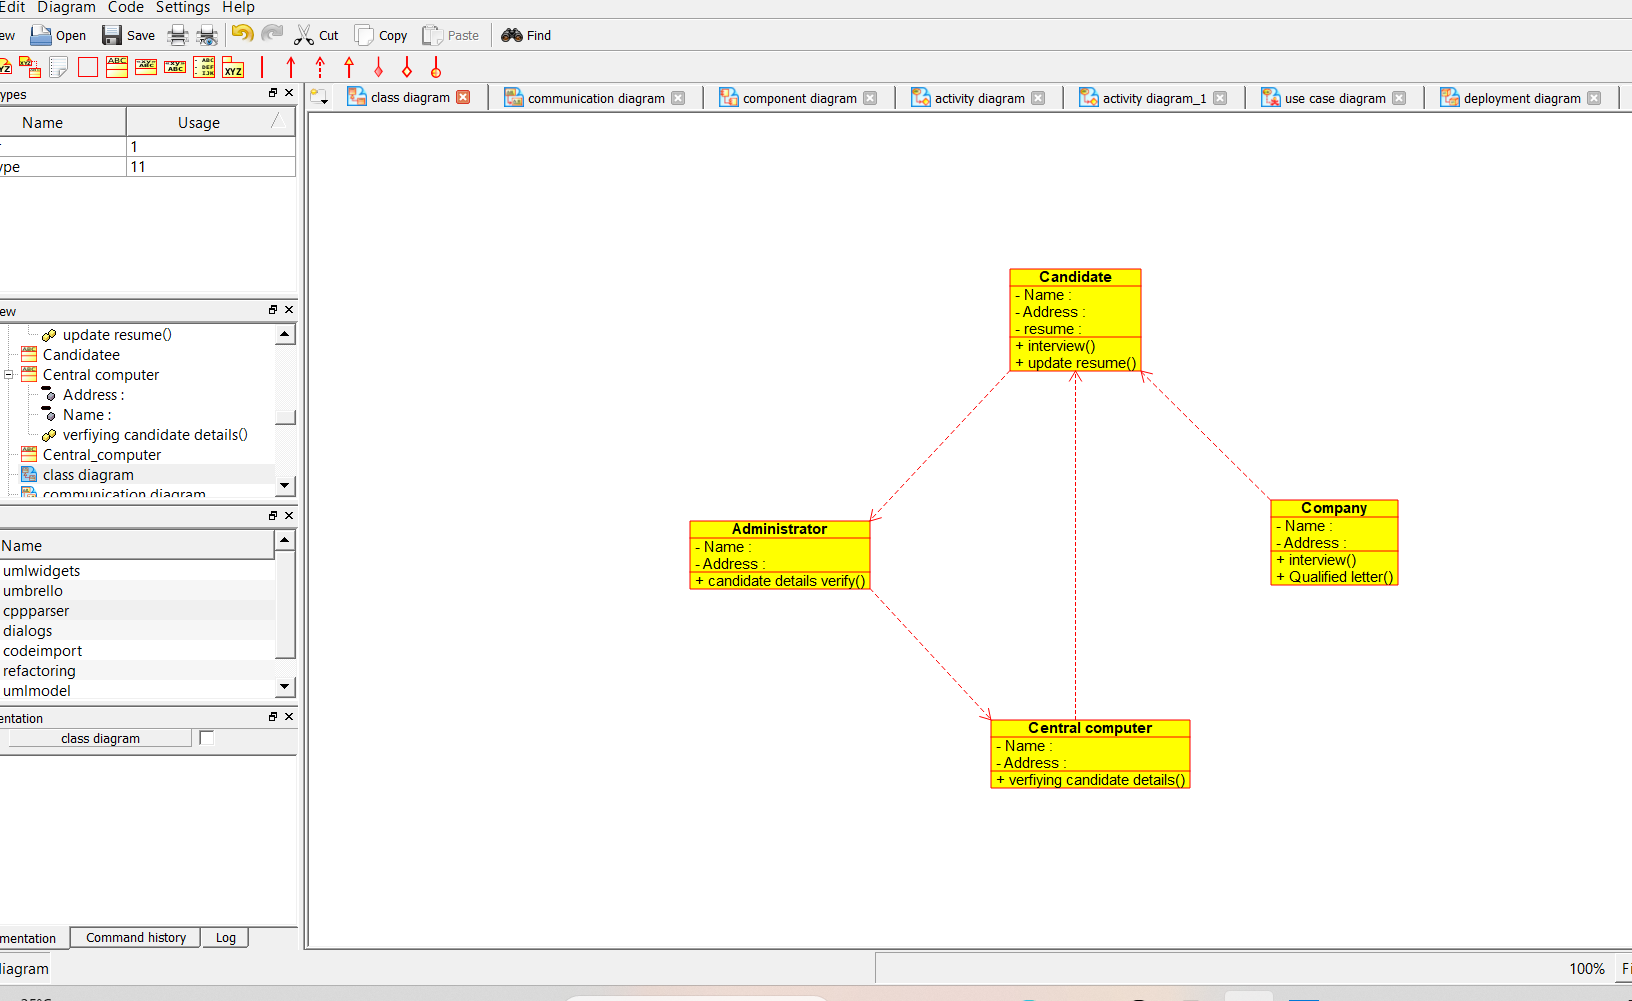 Edit Diagram Code Settings Help
ew Open Save Cut Copy Paste Find
ypes
Name Usage
1
ype 11
ew
update resume()
Candidatee
Central computer
Address :
Name :
verfiying candidate details()
Central_computer
class diagram
communication diagram
Name
umlwidgets
umbrello
cppparser
dialogs
codeimport
refactoring
umlmodel
entation
class diagram
mentation Command history Log
iagram
class diagram communication diagram component diagram activity diagram activity diagram_1 use case diagram deployment diagram
Candidate
- Name :
- Address :
- resume :
+ interview()
+ update resume()
Administrator
- Name :
- Address :
+ candidate details verify()
Company
- Name :
- Address :
+ interview()
+ Qualified letter()
Central computer
- Name :
- Address :
+ verfiying candidate details()
100% Fi